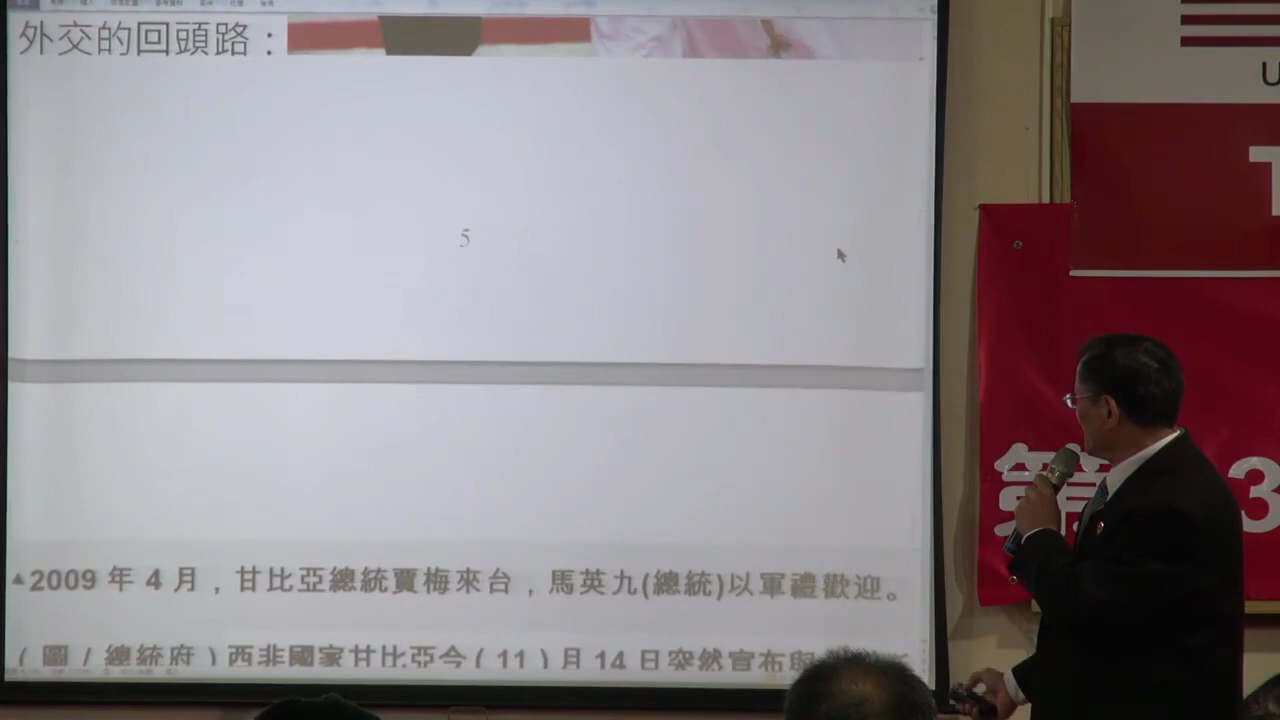 外交的回頭路：
5
▲2009 年 4 月，甘比亞總統賈梅來台，馬英九(總統)以軍禮歡迎。
( 圖 / 總統府 ) 西非國家甘比亞今 ( 11 ) 月 14 日突然宣布與
U
T
第 3